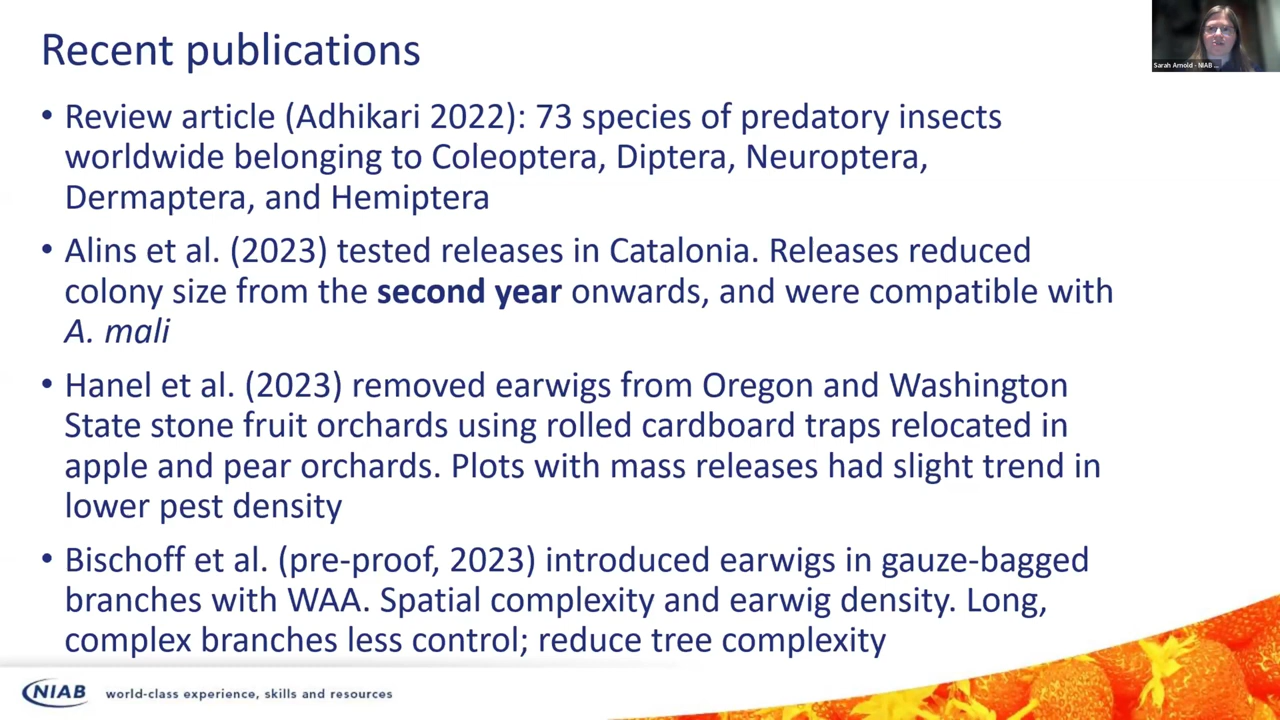 Recent publications
Sarah Arnold - NIAB ...
• Review article (Adhikari 2022): 73 species of predatory insects
worldwide belonging to Coleoptera, Diptera, Neuroptera,
Dermaptera, and Hemiptera
• Alins et al. (2023) tested releases in Catalonia. Releases reduced
colony size from the second year onwards, and were compatible with
A. mali
• Hanel et al. (2023) removed earwigs from Oregon and Washington
State stone fruit orchards using rolled cardboard traps relocated in
apple and pear orchards. Plots with mass releases had slight trend in
lower pest density
• Bischoff et al. (pre-proof, 2023) introduced earwigs in gauze-bagged
branches with WAA. Spatial complexity and earwig density. Long,
complex branches less control; reduce tree complexity
NIAB world-class experience, skills and resources